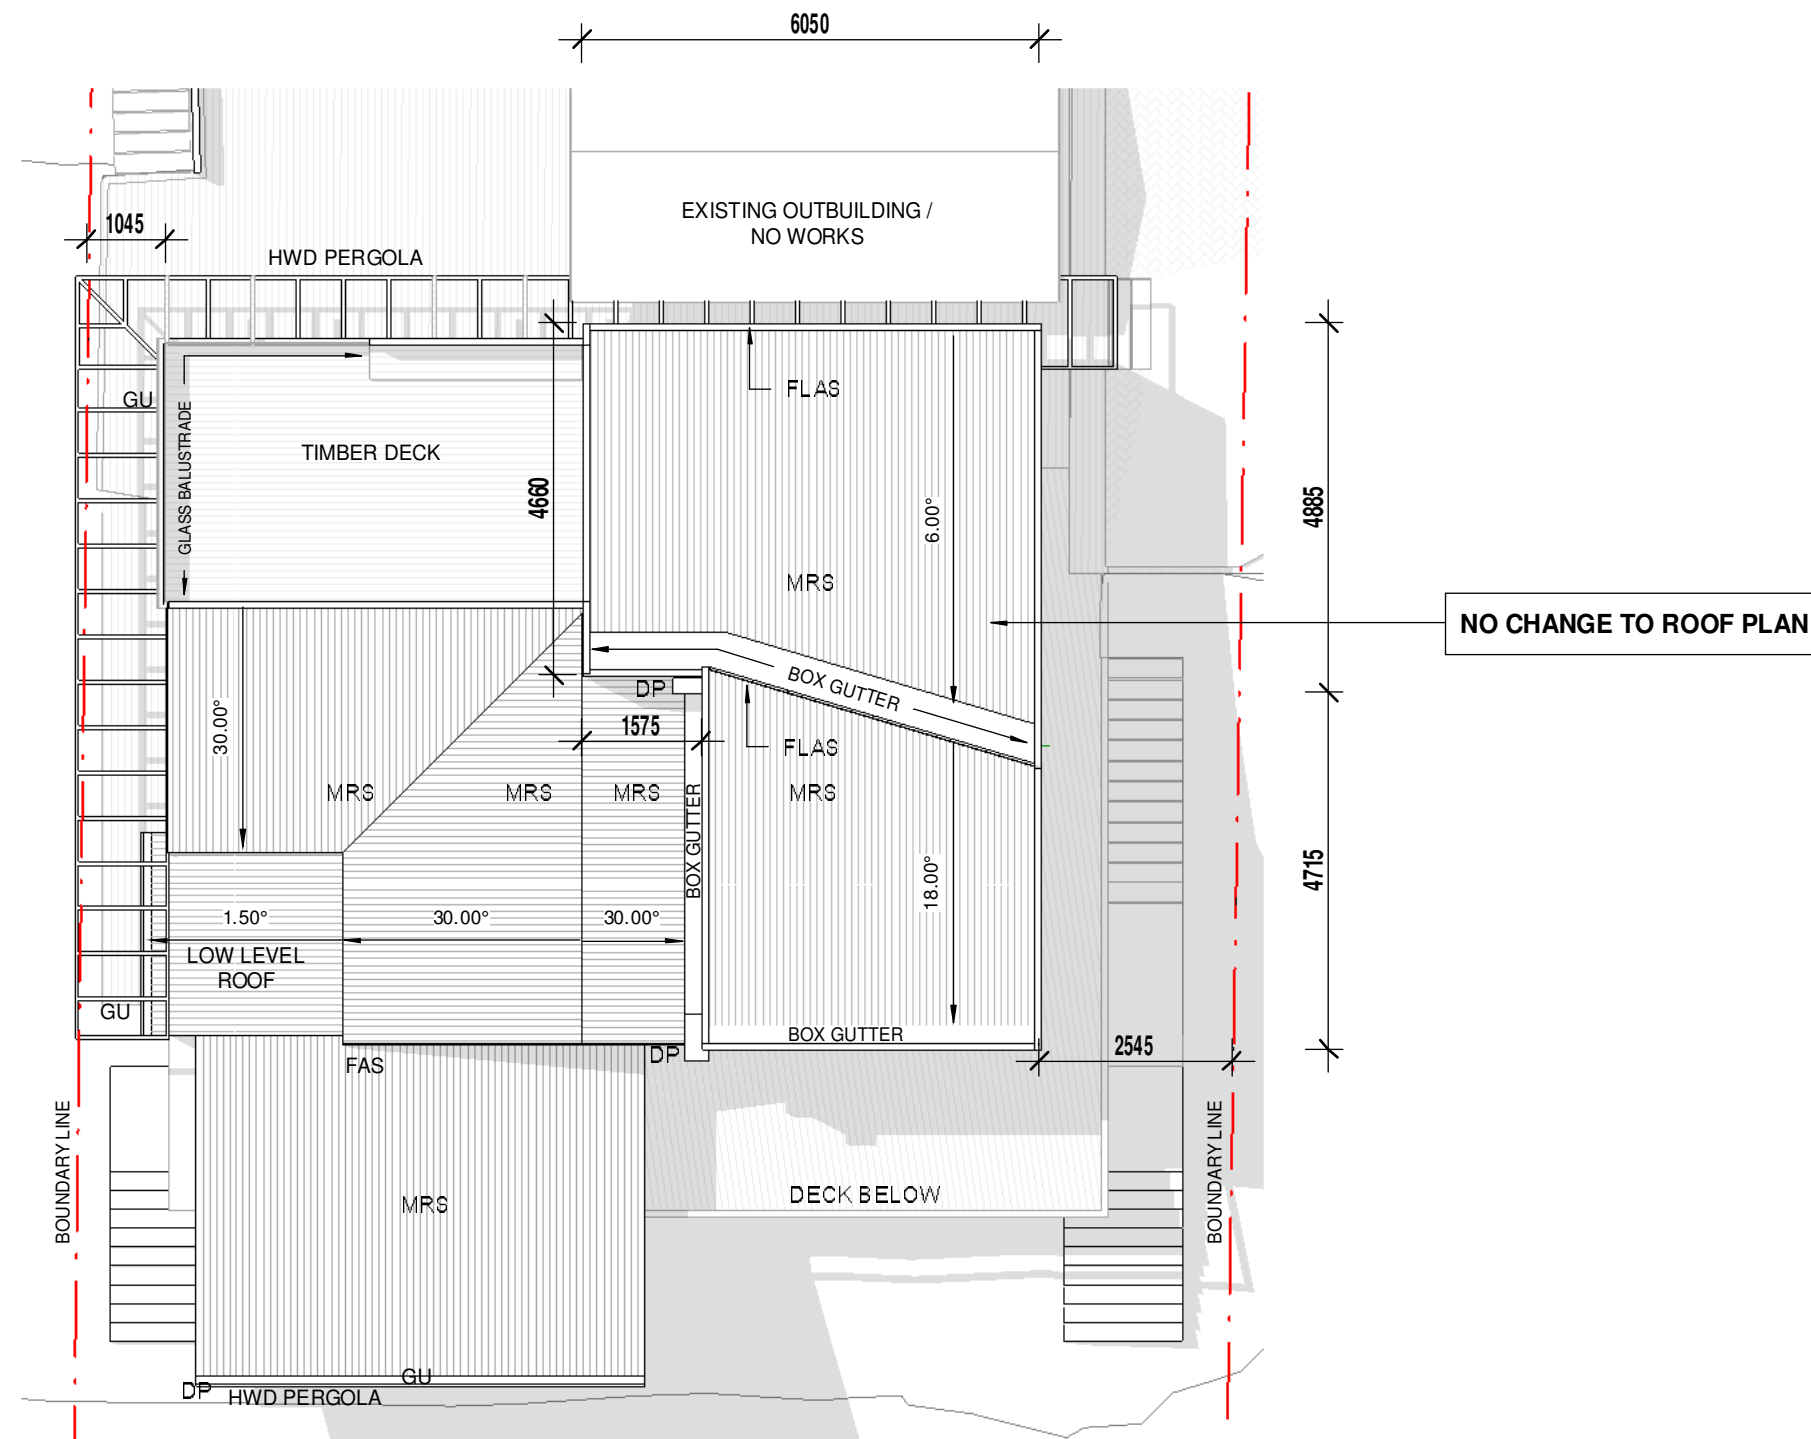 6050
EXISTING OUTBUILDING /
NO WORKS
1045
HWD PERGOLA
GU
GLASS BALUSTRADE
TIMBER DECK
4660
FLAS
6.00°
MRS
4885
NO CHANGE TO ROOF PLAN
BOX GUTTER
DP
1575
FLAS
30.00°
MRS
MRS
MRS
MRS
BOX GUTTER
18.00°
4715
1.50°
30.00°
30.00°
LOW LEVEL
ROOF
GU
BOX GUTTER
2545
FAS
DP
BOUNDARY LINE
BOUNDARY LINE
MRS
DECK BELOW
GU
DP
HWD PERGOLA